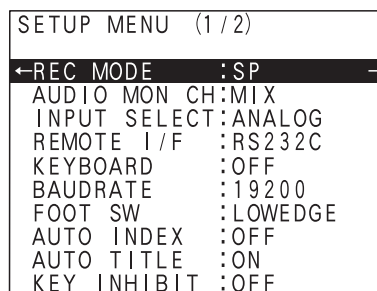 SETUP MENU (1/2)
←REC MODE :SP
AUDIO MON CH:MIX
INPUT SELECT:ANALOG
REMOTE I/F :RS232C
KEYBOARD :OFF
BAUDRATE :19200
FOOT SW :LOWEDGE
AUTO INDEX :OFF
AUTO TITLE :ON
KEY INHIBIT :OFF